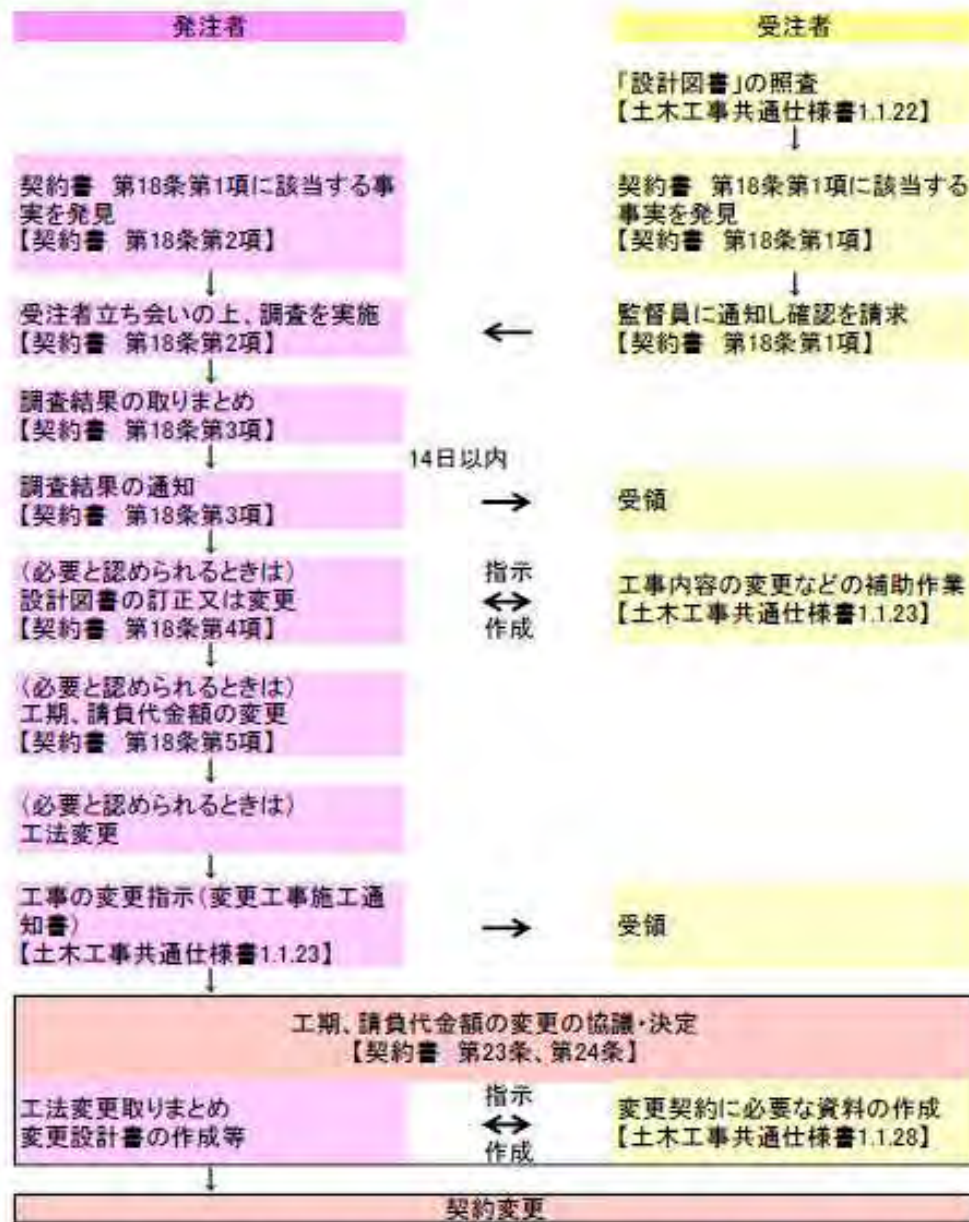 発注者
受注者
「設計図書」の照査
【土木工事共通仕様書1.1.22】
↓
契約書　第18条第1項に該当する事
実を発見
【契約書　第18条第2項】
契約書　第18条第1項に該当する
事実を発見
【契約書　第18条第1項】
↓
↓
受注者立ち会いの上、調査を実施
【契約書　第18条第2項】
←
監督員に通知し確認を請求
【契約書　第18条第1項】
↓
調査結果の取りまとめ
【契約書　第18条第3項】
↓
14日以内
調査結果の通知
【契約書　第18条第3項】
→
受領
↓
(必要と認められるときは)
設計図書の訂正又は変更
【契約書　第18条第4項】
指示
↔
作成
工事内容の変更などの補助作業
【土木工事共通仕様書1.1.23】
↓
(必要と認められるときは)
工期、請負代金額の変更
【契約書　第18条第5項】
↓
(必要と認められるときは)
工法変更
↓
工事の変更指示(変更工事施工通
知書)
【土木工事共通仕様書1.1.23】
→
受領
↓
工期、請負代金額の変更の協議・決定
【契約書　第23条、第24条】
工法変更取りまとめ
変更設計書の作成等
指示
↔
作成
変更契約に必要な資料の作成
【土木工事共通仕様書1.1.28】
↓
契約変更